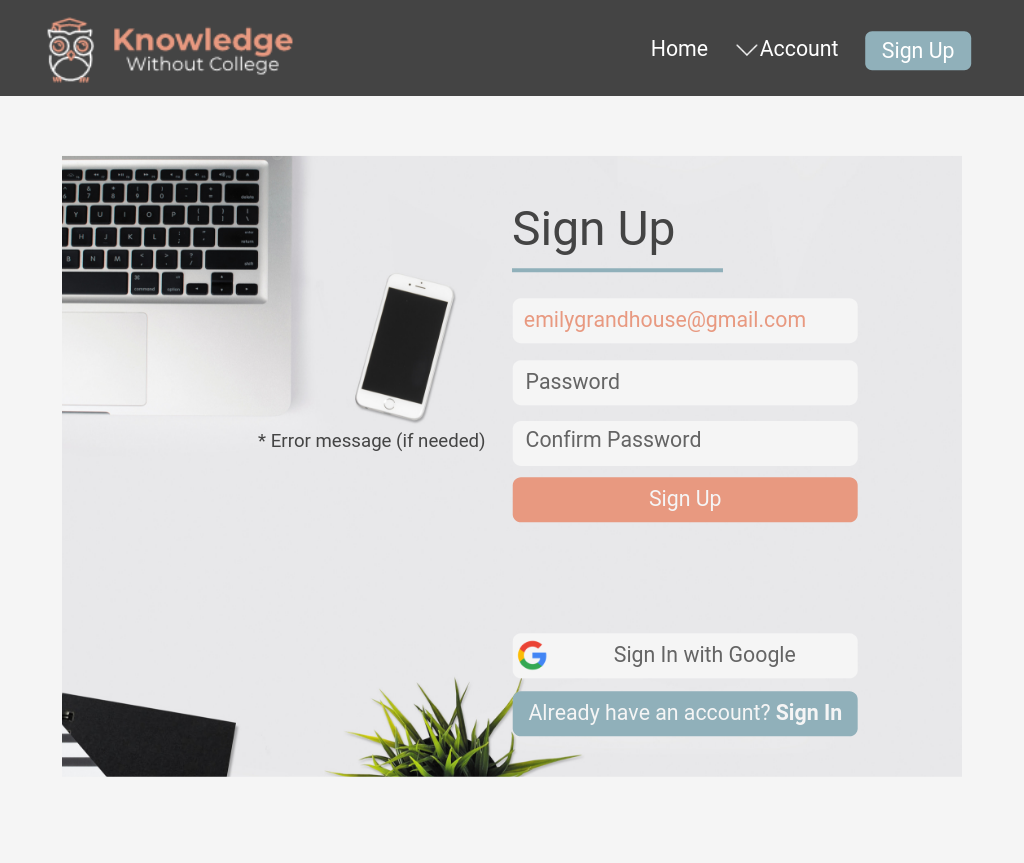 Knowledge
Without College
Home
Account
Sign Up
Sign Up
emilygrandhouse@gmail.com
Password
* Error message (if needed)
Confirm Password
Sign Up
Sign In with Google
Already have an account? Sign In